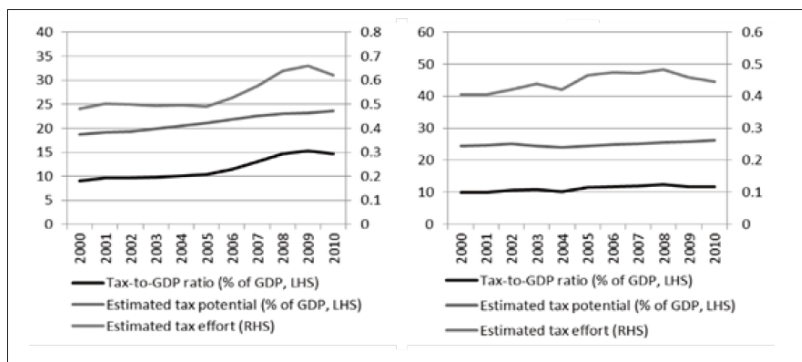 40 0.8
35 0.7
30 0.6
25 0.5
20 0.4
15 0.3
10 0.2
5 0.1
0 0
2000 2001 2002 2003 2004 2005 2006 2007 2008 2009 2010
Tax-to-GDP ratio (% of GDP, LHS)
Estimated tax potential (% of GDP, LHS)
Estimated tax effort (RHS)
60 0.6
50 0.5
40 0.4
30 0.3
20 0.2
10 0.1
0 0
2000 2001 2002 2003 2004 2005 2006 2007 2008 2009 2010
Tax-to-GDP ratio (% of GDP, LHS)
Estimated tax potential (% of GDP, LHS)
Estimated tax effort (RHS)